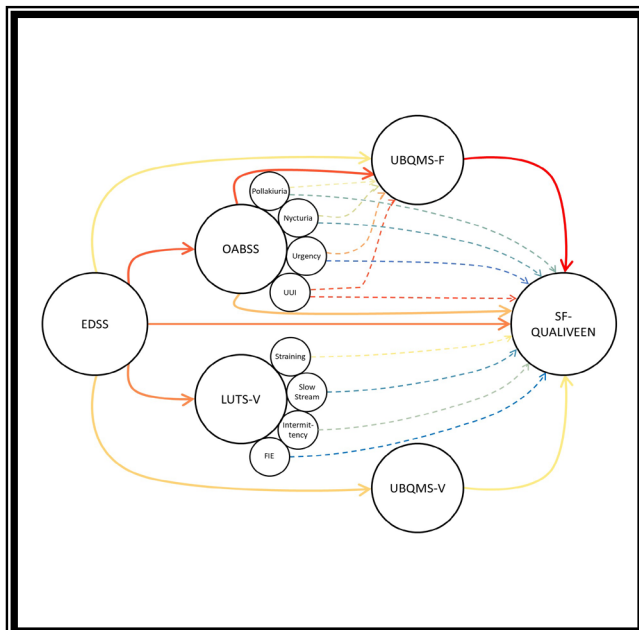 UBQMS-F
Pollakiuria
Nycturia
OABSS
Urgency
UUI
EDSS
SF-
QUALIVEEN
Straining
LUTS-V
Slow
Stream
Intermit-
tency
FIE
UBQMS-V